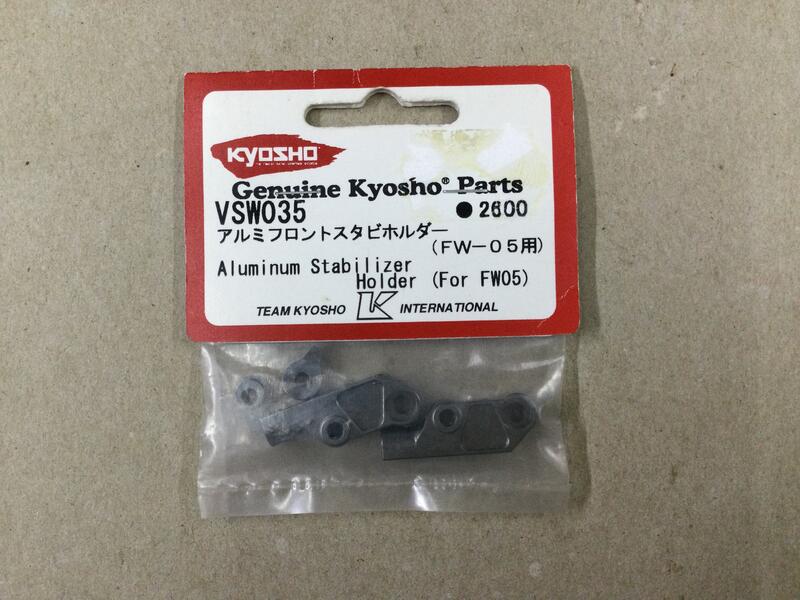 KYOSHO
Genuine Kyosho® Parts
VSW035 ●2600
アルミフロントスタビホルダー
(FW-05用)
Aluminum Stabilizer
Holder (For FW05)
TEAM KYOSHO K INTERNATIONAL